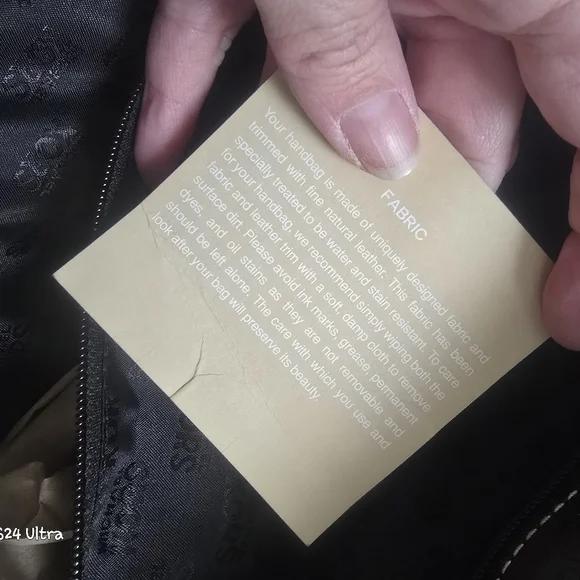 FABRIC
Your handbag is made of uniquely designed fabric and
trimmed with fine natural leather. This fabric has been
specially treated to be water and stain resistant. To care
for your handbag, we recommend simply wiping both the
fabric and leather trim with a soft, damp cloth to remove
surface dirt. Please avoid ink marks, grease, permanent
dyes, and oil stains as they are not removable and
should be left alone. The care with which you use and
look after your bag will preserve its beauty.
S24 Ultra